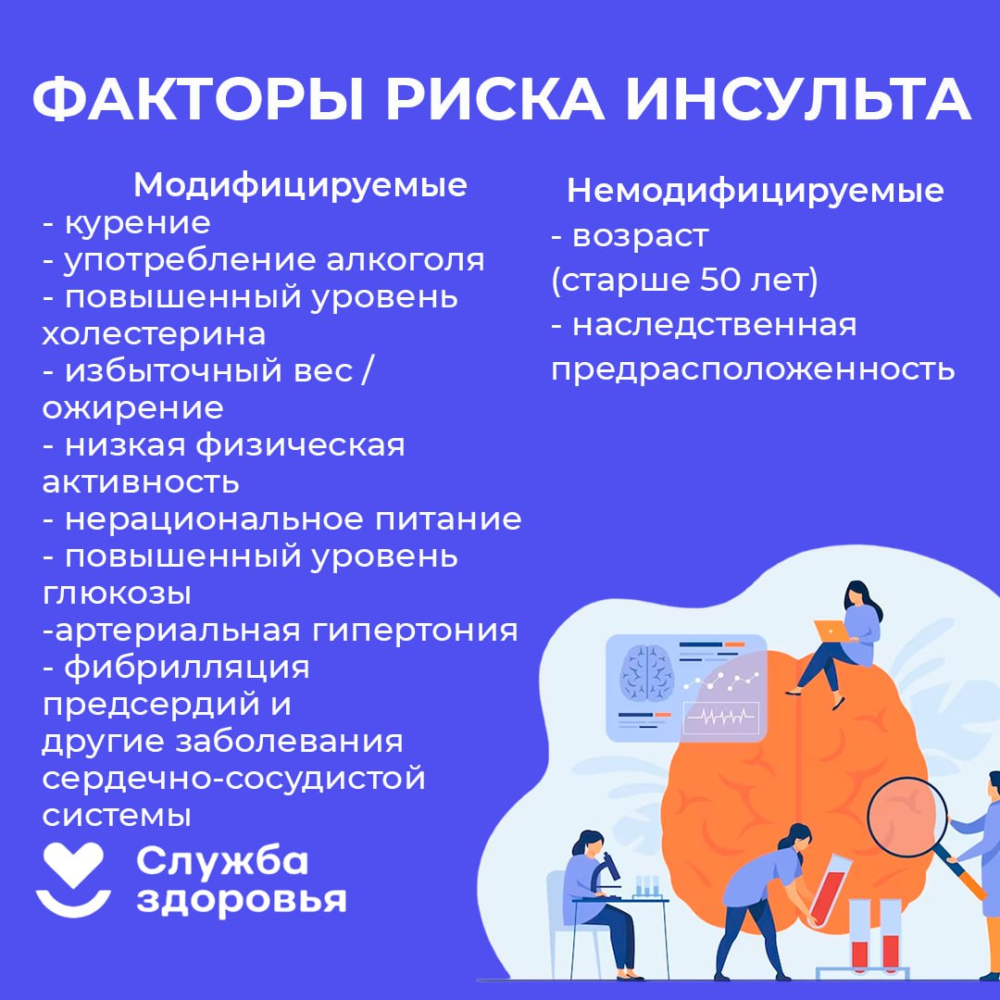 ФАКТОРЫ РИСКА ИНСУЛЬТА
Модифицируемые
- курение
- употребление алкоголя
- повышенный уровень
холестерина
- избыточный вес /
ожирение
- низкая физическая
активность
- нерациональное питание
- повышенный уровень
глюкозы
-артериальная гипертония
- фибрилляция
предсердий и
другие заболевания
сердечно-сосудистой
системы
Немодифицируемые
- возраст
(старше 50 лет)
- наследственная
предрасположенность
Служба
здоровья